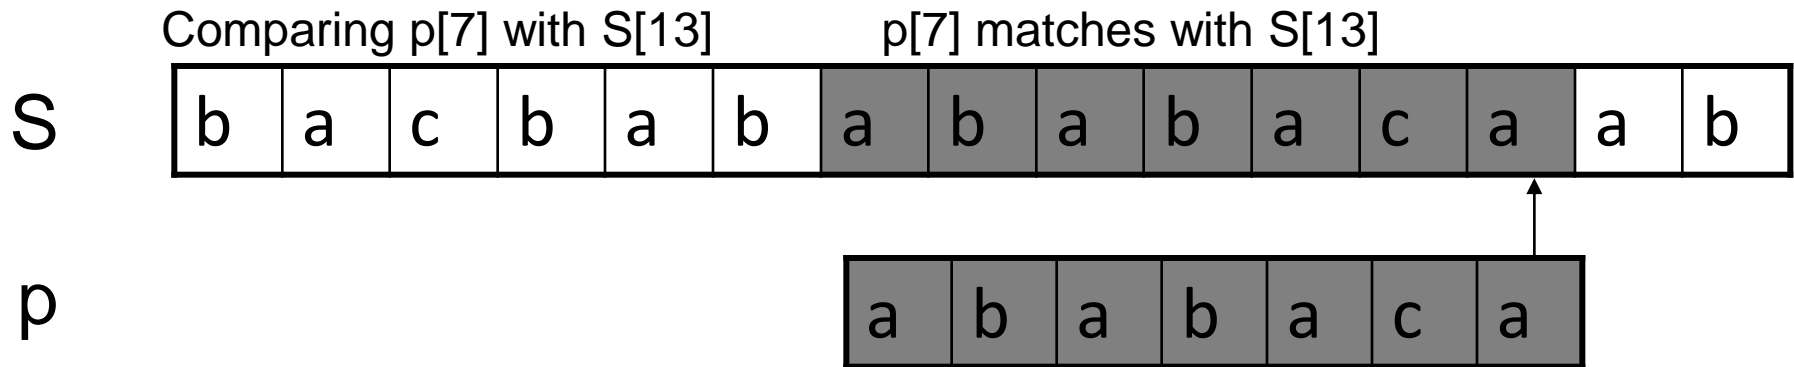 Comparing p[7] with S[13] p[7] matches with S[13]
S b a c b a b a b a b a c a a b
p a b a b a c a